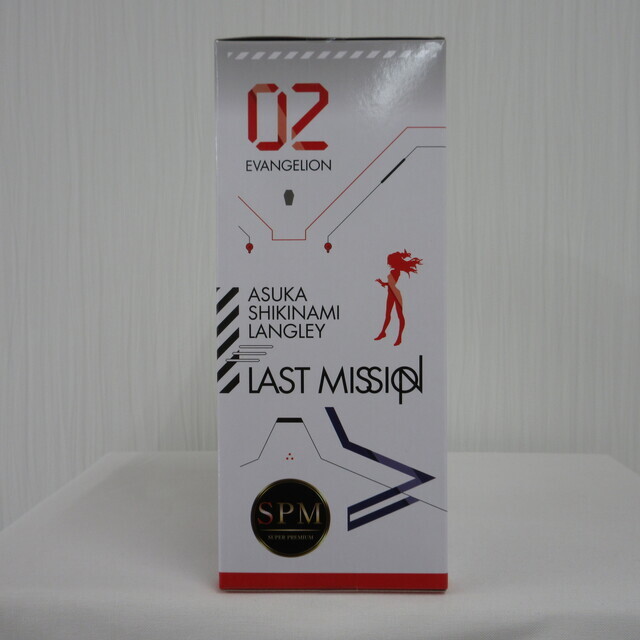 02
EVANGELION
ASUKA
SHIKINAMI
LANGLEY
LAST MISSION
SPM
SUPER PREMIUM